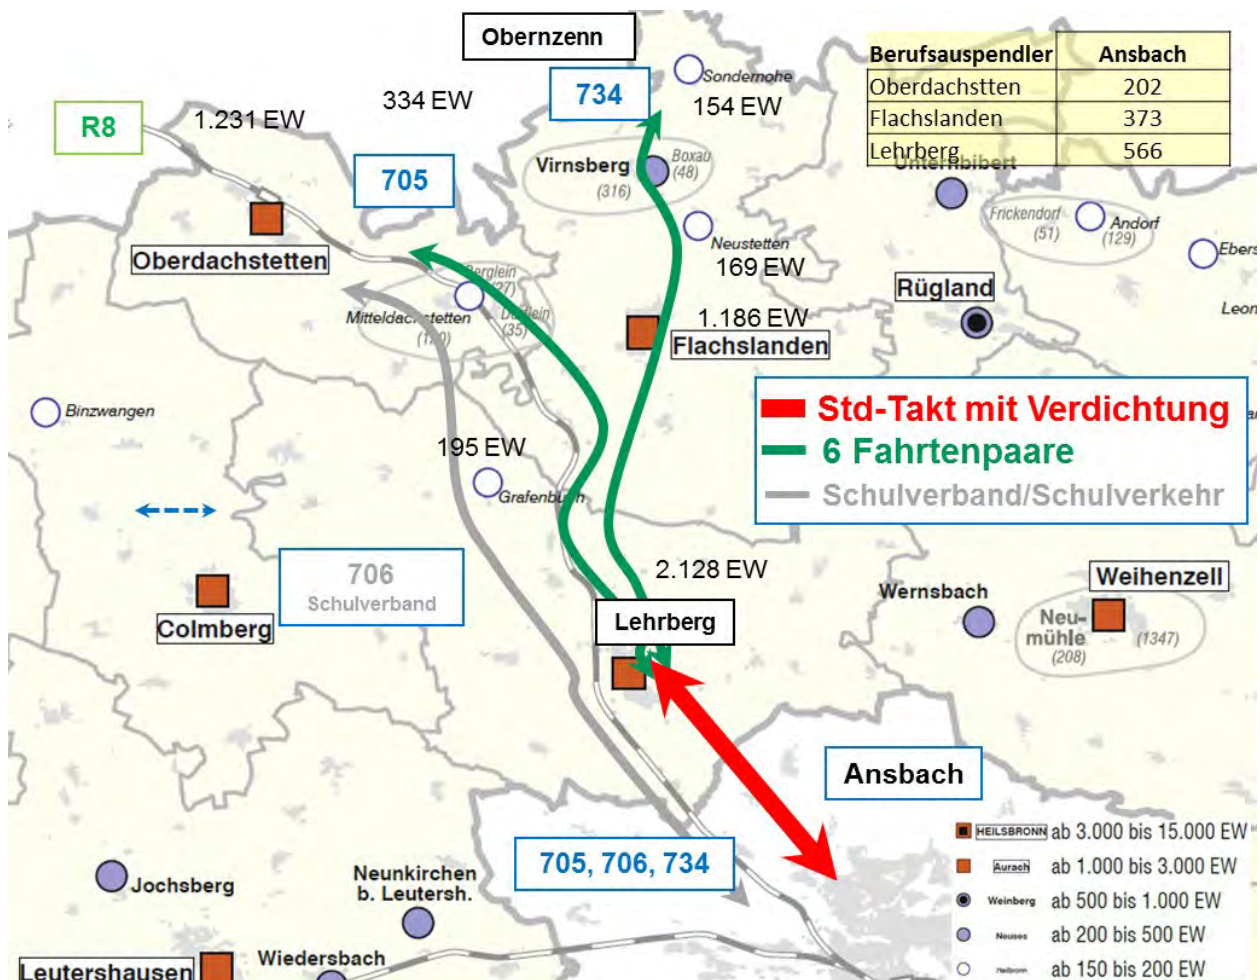 Obernzenn
Berufsauspendler Ansbach
Oberdachstten 202
Flachslanden 373
Lehrberg 566
734
Sondernohe
154 EW
334 EW
R8
1.231 EW
705
Virnsberg
(316)
Boxau
(48)
Unternbibert
Frickendorf
(51)
Andorf
(129)
Neustetten
169 EW
Oberdachstetten
Rügland
Mitteldachstetten
(35)
1.186 EW
Flachslanden
Binzwangen
Std-Takt mit Verdichtung
6 Fahrtenpaare
Schulverband/Schulverkehr
195 EW
706
Schulverband
2.128 EW
Colmberg
Lehrberg
Wernsbach
Weihenzell
Neu-
mühle
(208)
(1347)
Ansbach
705, 706, 734
Jochsberg
Neunkirchen
b. Leutersh.
Wiedersbach
Leutershausen
HEILSBRONN ab 3.000 bis 15.000 EW
Aurach ab 1.000 bis 3.000 EW
Weinberg ab 500 bis 1.000 EW
Neuses ab 200 bis 500 EW
ab 150 bis 200 EW